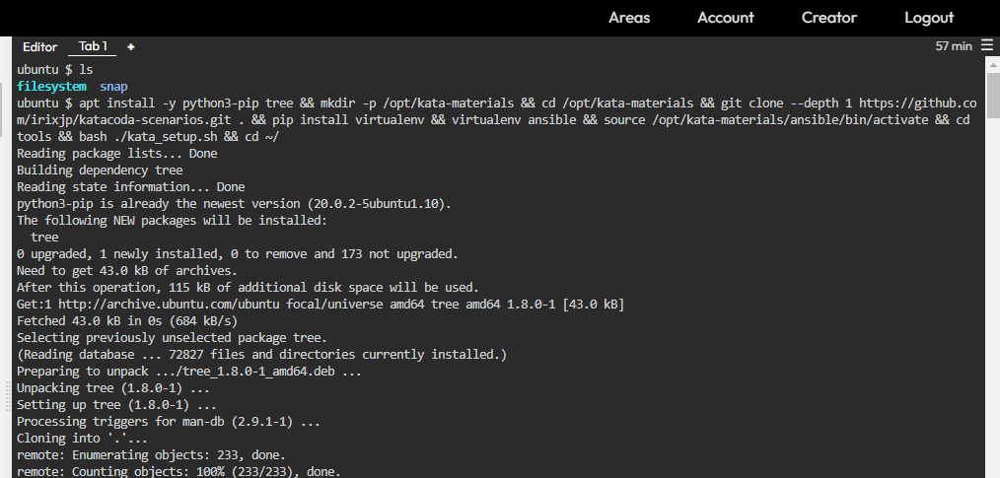 Areas Account Creator Logout
Editor Tab 1 + 57 min ☰
ubuntu $ ls
filesystem snap
ubuntu $ apt install -y python3-pip tree && mkdir -p /opt/kata-materials && cd /opt/kata-materials && git clone --depth 1 https://github.co
m/irixjp/katacoda-scenarios.git . && pip install virtualenv && virtualenv ansible && source /opt/kata-materials/ansible/bin/activate && cd
tools && bash ./kata_setup.sh && cd ~/
Reading package lists... Done
Building dependency tree
Reading state information... Done
python3-pip is already the newest version (20.0.2-5ubuntu1.10).
The following NEW packages will be installed:
  tree
0 upgraded, 1 newly installed, 0 to remove and 173 not upgraded.
Need to get 43.0 kB of archives.
After this operation, 115 kB of additional disk space will be used.
Get:1 http://archive.ubuntu.com/ubuntu focal/universe amd64 tree amd64 1.8.0-1 [43.0 kB]
Fetched 43.0 kB in 0s (684 kB/s)
Selecting previously unselected package tree.
(Reading database ... 72827 files and directories currently installed.)
Preparing to unpack .../tree_1.8.0-1_amd64.deb ...
Unpacking tree (1.8.0-1) ...
Setting up tree (1.8.0-1) ...
Processing triggers for man-db (2.9.1-1) ...
Cloning into '.'...
remote: Enumerating objects: 233, done.
remote: Counting objects: 100% (233/233), done.